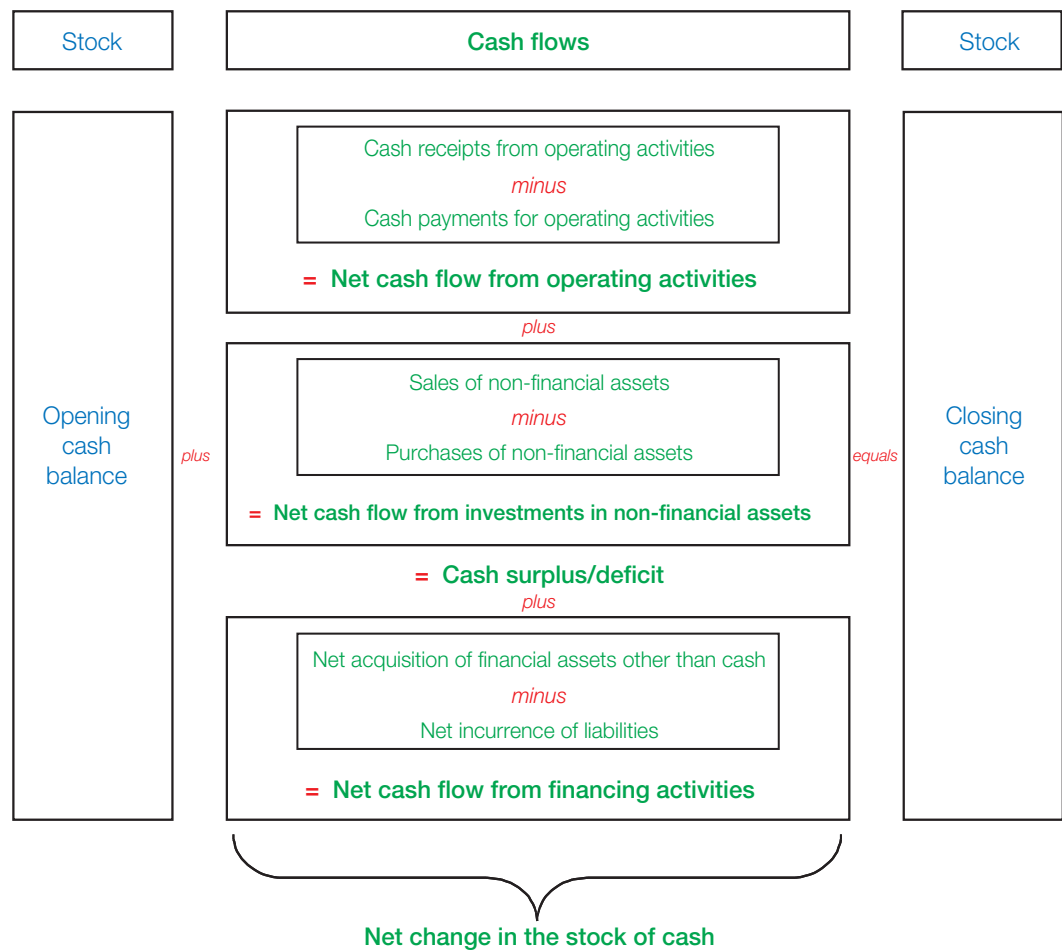 Stock
Cash flows
Stock
Opening
cash
balance
plus
Cash receipts from operating activities
minus
Cash payments for operating activities
= Net cash flow from operating activities
plus
Sales of non-financial assets
minus
Purchases of non-financial assets
= Net cash flow from investments in non-financial assets
= Cash surplus/deficit
plus
Net acquisition of financial assets other than cash
minus
Net incurrence of liabilities
= Net cash flow from financing activities
equals
Closing
cash
balance
Net change in the stock of cash